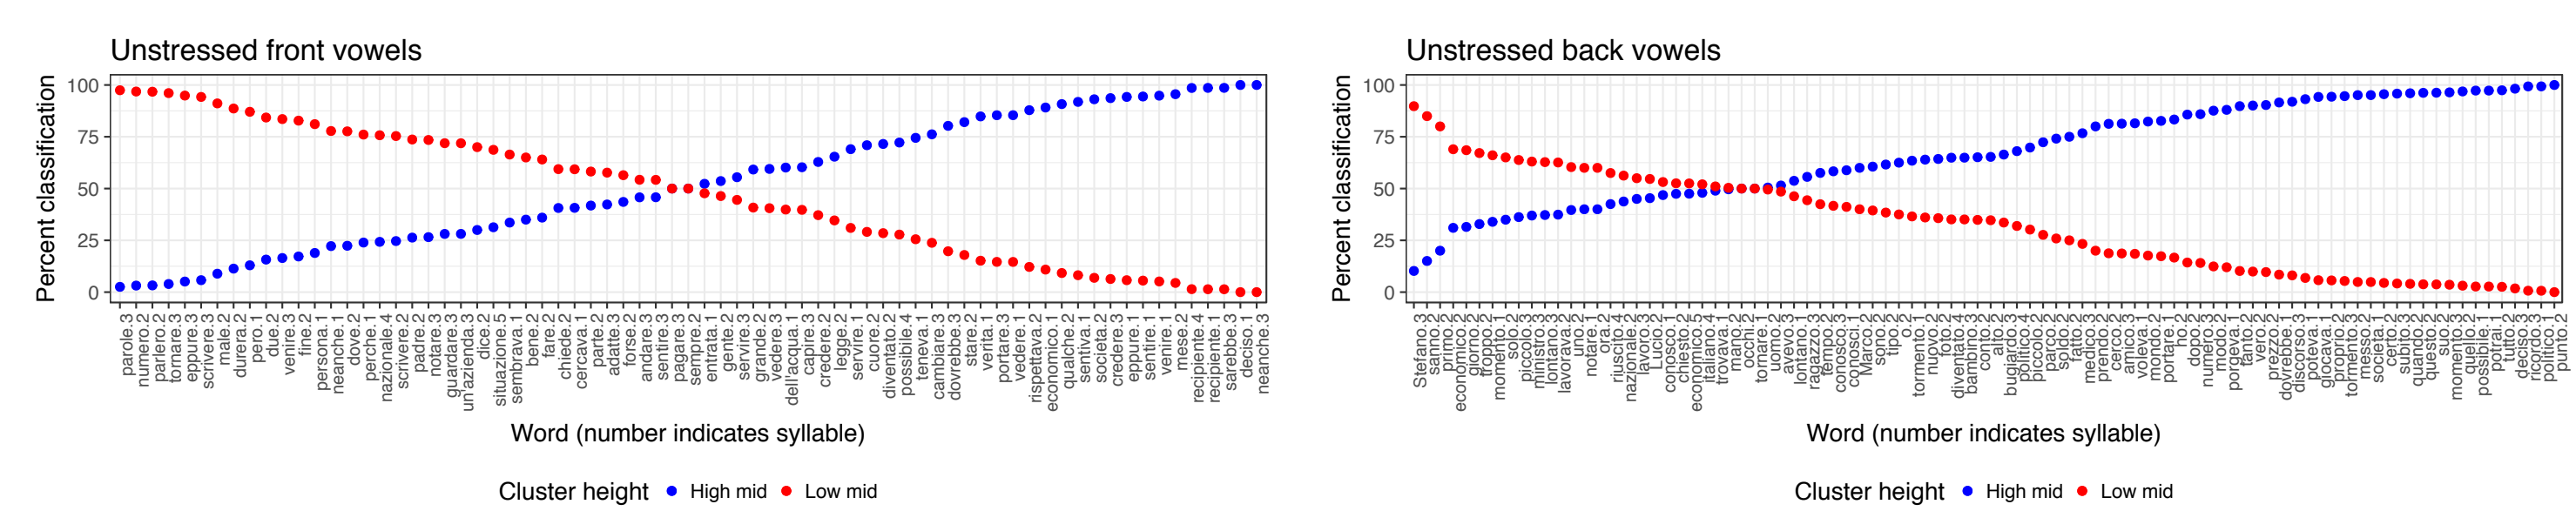 Unstressed front vowels
Percent classification
100
75
50
25
0
parole.3 numero.2 parlero.2 tornare.3 eppure.3 scrivere.3 male.2 durera.2 pero.1 due.2 venire.3 fine.2 persona.1 neanche.1 dove.2 perche.1 nazionale.4 scrivere.2 padre.2 notare.3 guardare.3 un'azienda.3 dice.2 situazione.5 sembrava.1 bene.2 fare.2 chiede.2 cercava.1 parte.2 adatte.3 forse.2 andare.3 sentire.3 pagare.3 sempre.2 entrata.1 gente.2 servire.3 grande.2 vedere.3 dell'acqua.1 capire.3 credere.2 legge.2 servire.1 cuore.2 diventato.2 possibile.4 teneva.1 cambiare.3 dovrebbe.3 stare.2 verita.1 portare.3 vedere.1 rispettava.2 economico.1 qualche.2 sentiva.1 societa.2 credere.3 eppure.1 sentire.1 venire.1 mese.2 recipiente.4 recipiente.1 sarebbe.3 deciso.1 neanche.3
Word (number indicates syllable)
Cluster height High mid Low mid
Unstressed back vowels
Percent classification
100
75
50
25
0
Stefano.3 sanno.2 primo.2 economico.2 giorno.2 troppo.2 momento.1 solo.2 piccolo.3 ministro.3 lontano.3 lavorava.2 uno.2 notare.1 ora.2 riuscito.4 nazionale.2 lavoro.3 Lucio.2 conosco.1 chiesto.2 economico.5 italiano.4 trovava.1 mano.2 occhi.2 tornare.1 uomo.2 avevo.3 lontano.1 ragazzo.3 tempo.2 conosco.3 conosci.1 Marco.2 sono.2 tipo.2 io.2 tormento.1 nuovo.2 foto.2 diventato.4 bambino.3 conto.2 alto.2 bugiardo.3 politico.4 piccolo.2 parco.2 soldo.2 fatto.2 medico.3 prendo.2 cerco.2 amico.3 voleva.1 mondo.2 portare.1 ho.2 dopo.2 numero.3 modo.2 porgeva.1 tanto.2 vero.2 prezzo.2 dovrebbe.1 discorso.3 poteva.1 giocava.1 proprio.2 tormento.3 messo.2 societa.1 certo.2 subito.3 quando.2 questo.2 suo.2 momento.3 quello.2 possibile.1 potrai.1 tutto.2 deciso.3 ricordo.3 politico.1 punto.2
Word (number indicates syllable)
Cluster height High mid Low mid